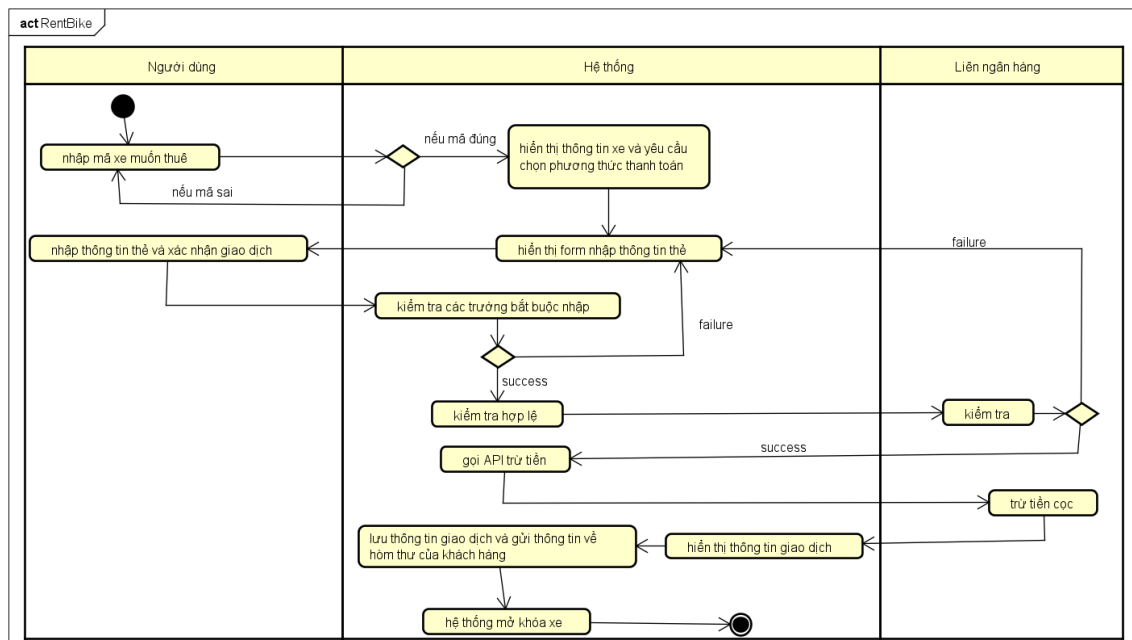 act RentBike
Người dùng
Hệ thống
Liên ngân hàng
nhập mã xe muốn thuê
nếu mã đúng
hiển thị thông tin xe và yêu cầu
chọn phương thức thanh toán
nếu mã sai
nhập thông tin thẻ và xác nhận giao dịch
hiển thị form nhập thông tin thẻ
failure
kiểm tra các trường bắt buộc nhập
failure
success
kiểm tra hợp lệ
kiểm tra
success
gọi API trừ tiền
trừ tiền cọc
lưu thông tin giao dịch và gửi thông tin về
hòm thư của khách hàng
hiển thị thông tin giao dịch
hệ thống mở khóa xe